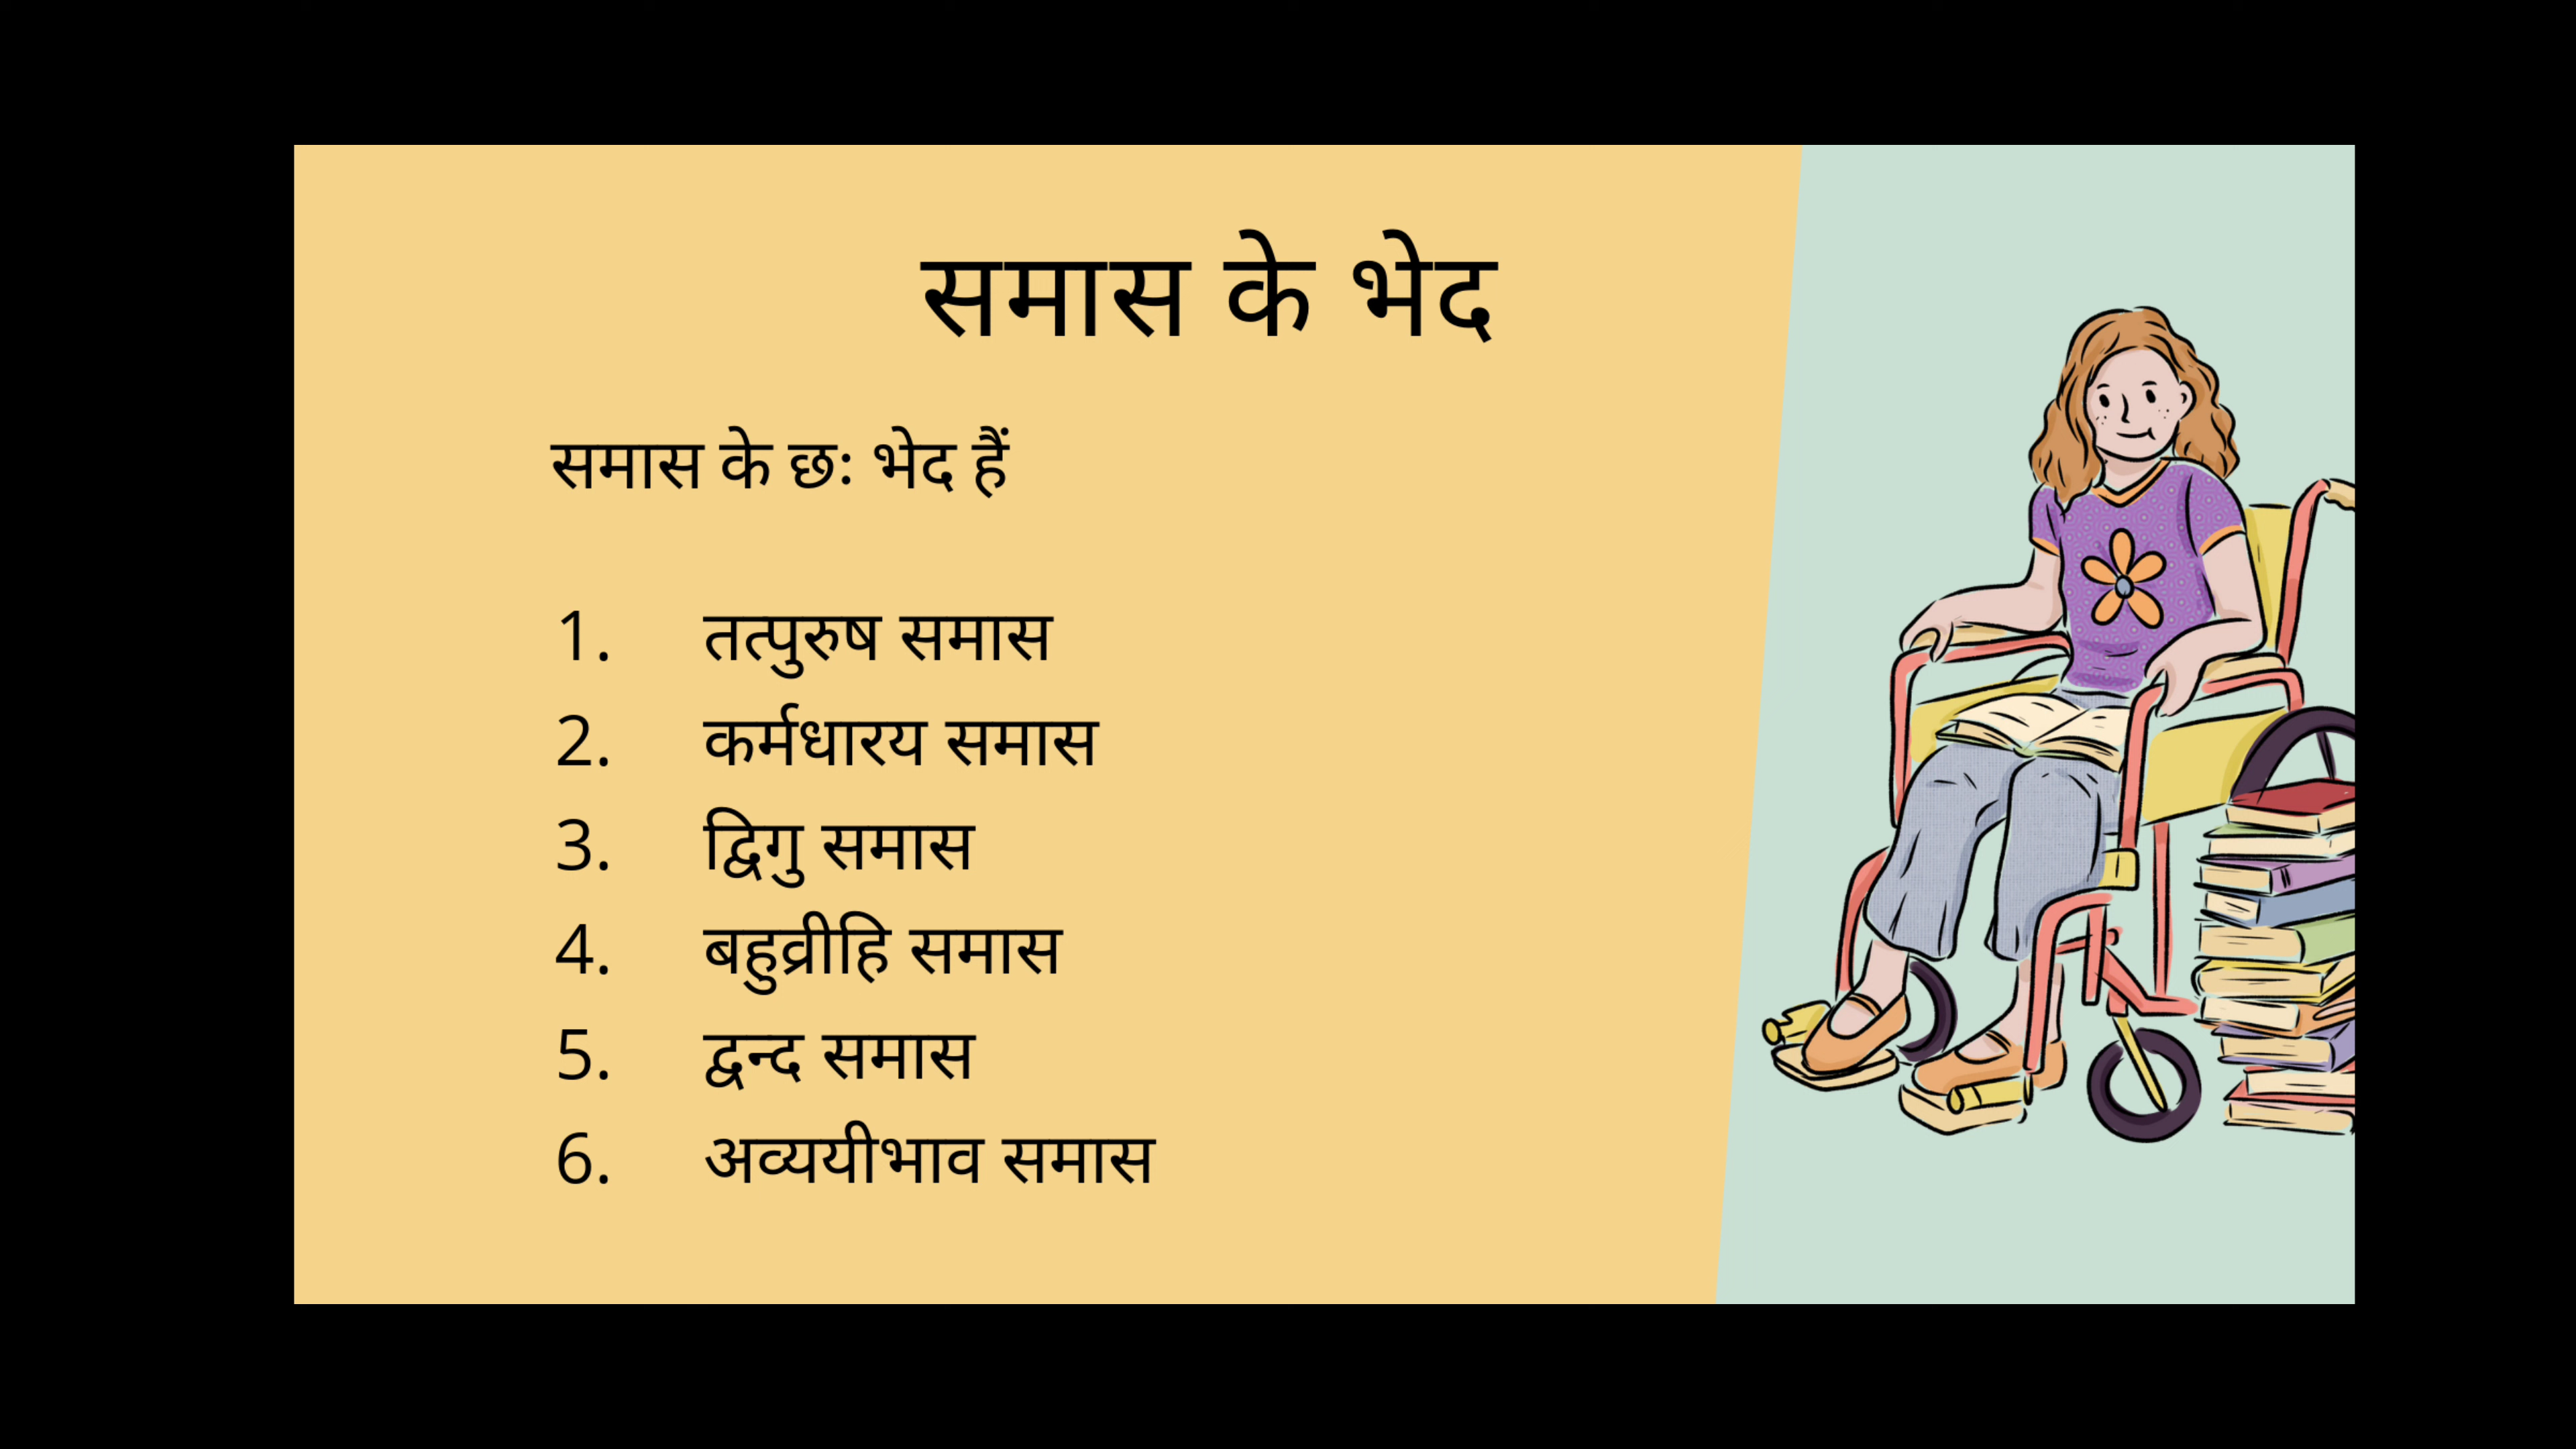 समास के भेद
समास के छः भेद हैं
1. तत्पुरुष समास
2. कर्मधारय समास
3. द्विगु समास
4. बहुव्रीहि समास
5. द्वन्द समास
6. अव्ययीभाव समास